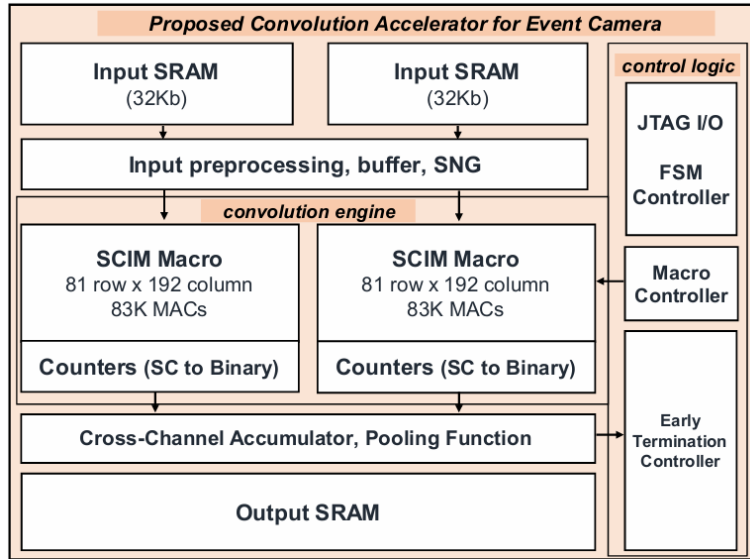 Proposed Convolution Accelerator for Event Camera
Input SRAM
(32Kb)
Input SRAM
(32Kb)
Input preprocessing, buffer, SNG
convolution engine
SCIM Macro
81 row x 192 column
83K MACs
Counters (SC to Binary)
SCIM Macro
81 row x 192 column
83K MACs
Counters (SC to Binary)
Cross-Channel Accumulator, Pooling Function
Output SRAM
control logic
JTAG I/O
FSM
Controller
Macro
Controller
Early
Termination
Controller